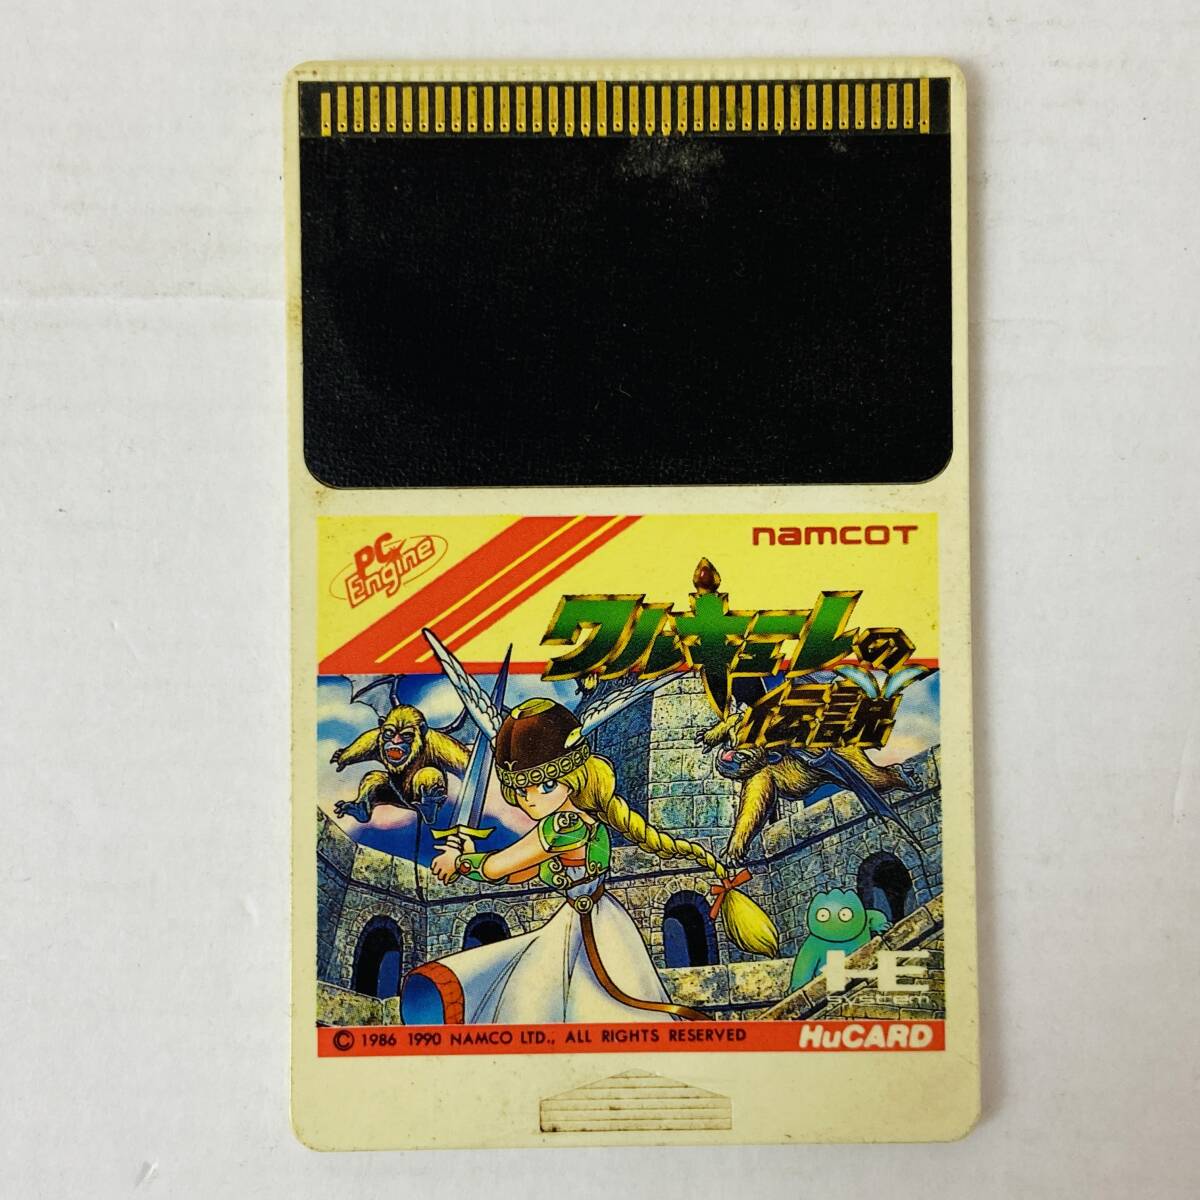 PC Engine
namcoT
ワルキューレの
伝説
HE
SYSTEM
© 1986 1990 NAMCO LTD., ALL RIGHTS RESERVED
HuCARD